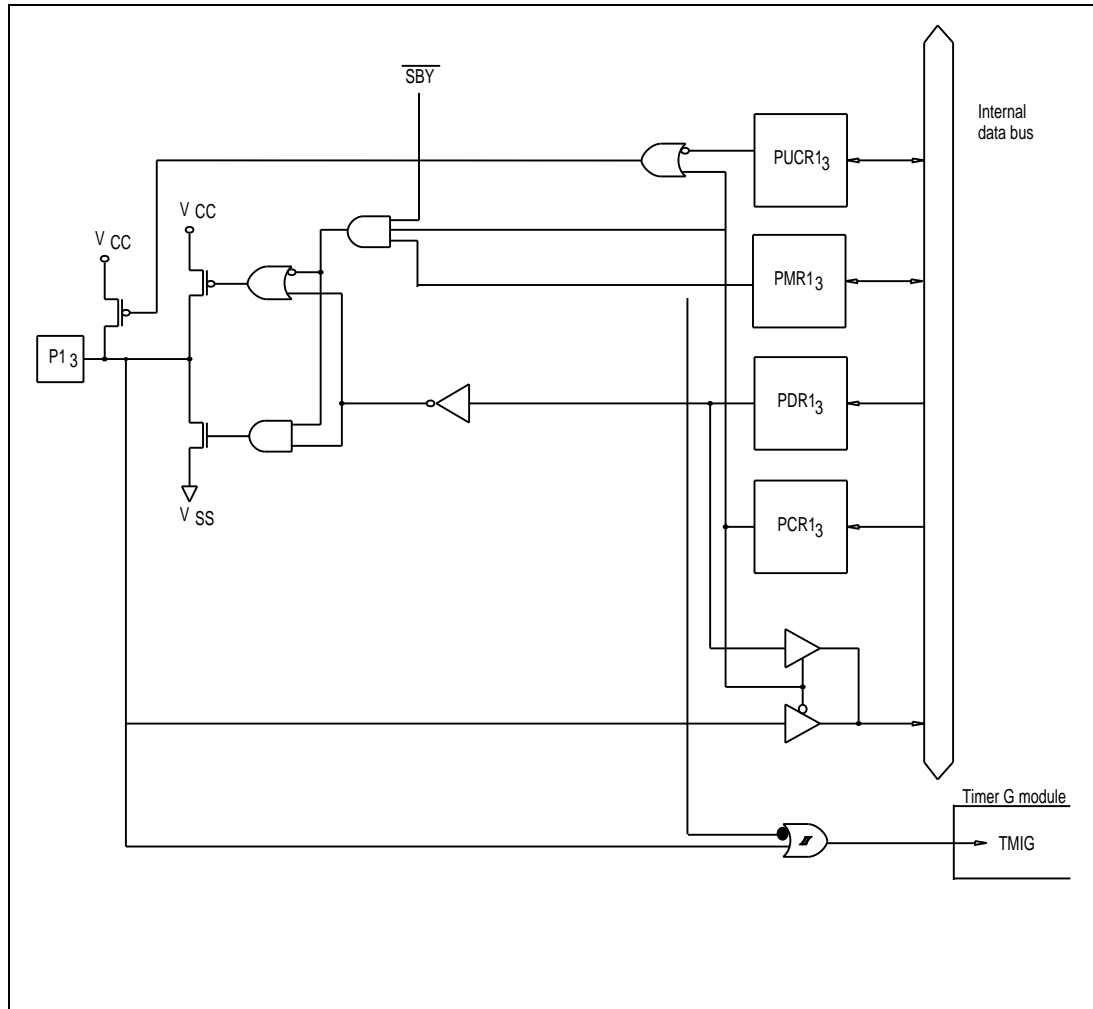 SBY
Internal
data bus
PUCR1₃
V CC
V CC
PMR1₃
P1₃
PDR1₃
V SS
PCR1₃
Timer G module
TMIG